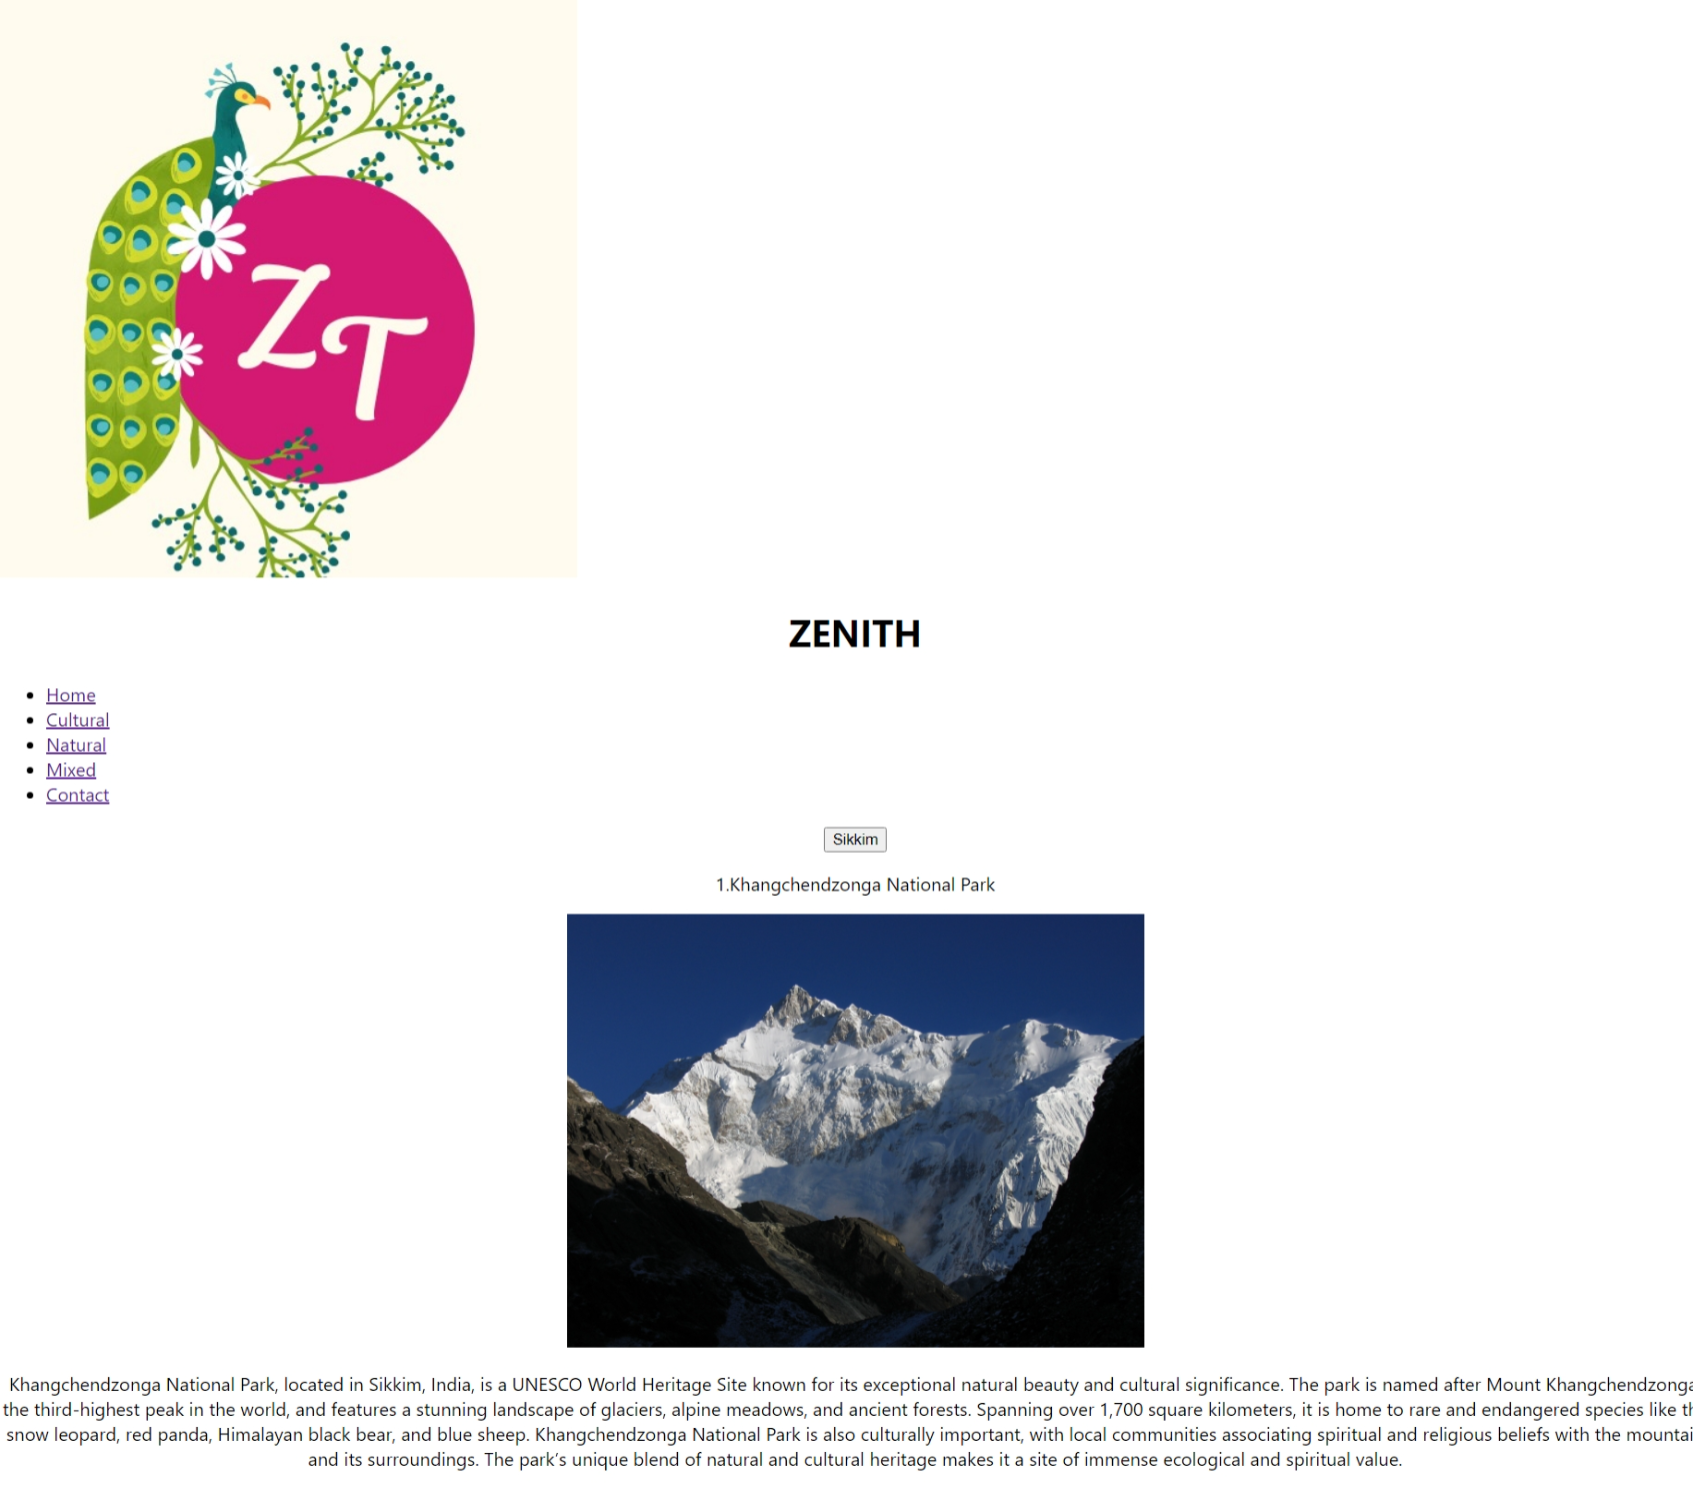 ZT
ZENITH
Home
Cultural
Natural
Mixed
Contact
Sikkim
1.Khangchendzonga National Park
Khangchendzonga National Park, located in Sikkim, India, is a UNESCO World Heritage Site known for its exceptional natural beauty and cultural significance. The park is named after Mount Khangchendzonga
the third-highest peak in the world, and features a stunning landscape of glaciers, alpine meadows, and ancient forests. Spanning over 1,700 square kilometers, it is home to rare and endangered species like
snow leopard, red panda, Himalayan black bear, and blue sheep. Khangchendzonga National Park is also culturally important, with local communities associating spiritual and religious beliefs with the
and its surroundings. The park's unique blend of natural and cultural heritage makes it a site of immense ecological and spiritual value.